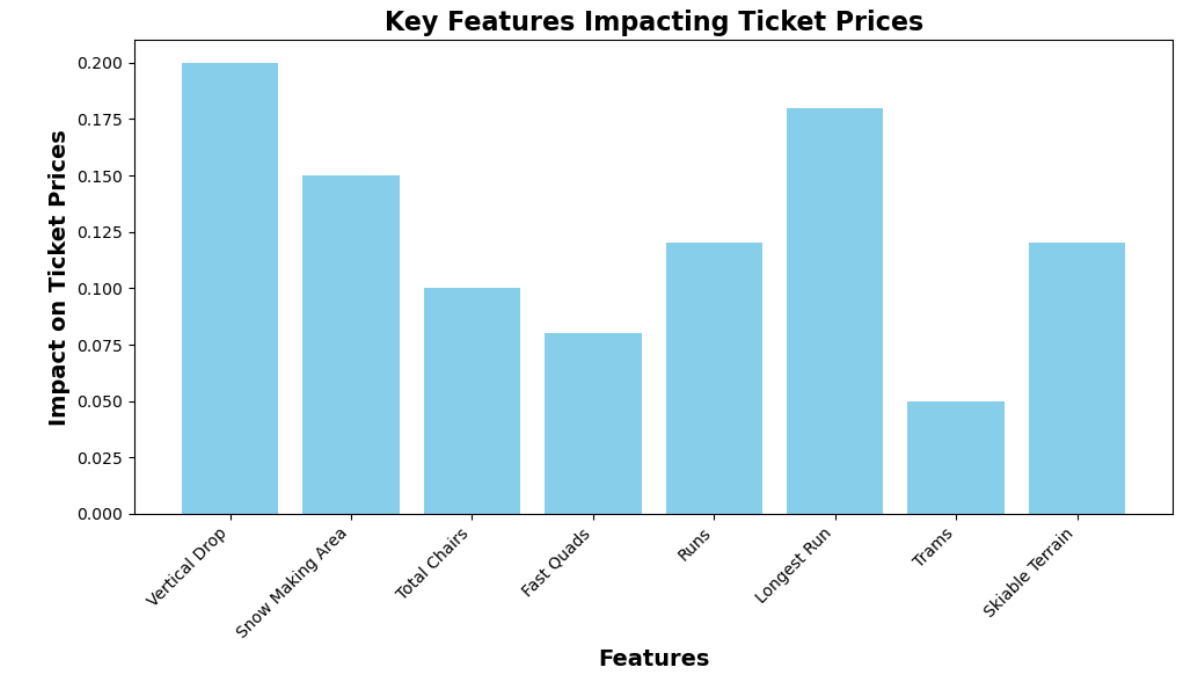 Key Features Impacting Ticket Prices
Impact on Ticket Prices
0.200
0.175
0.150
0.125
0.100
0.075
0.050
0.025
0.000
Vertical Drop
Snow Making Area
Total Chairs
Fast Quads
Runs
Longest Run
Trams
Skiable Terrain
Features